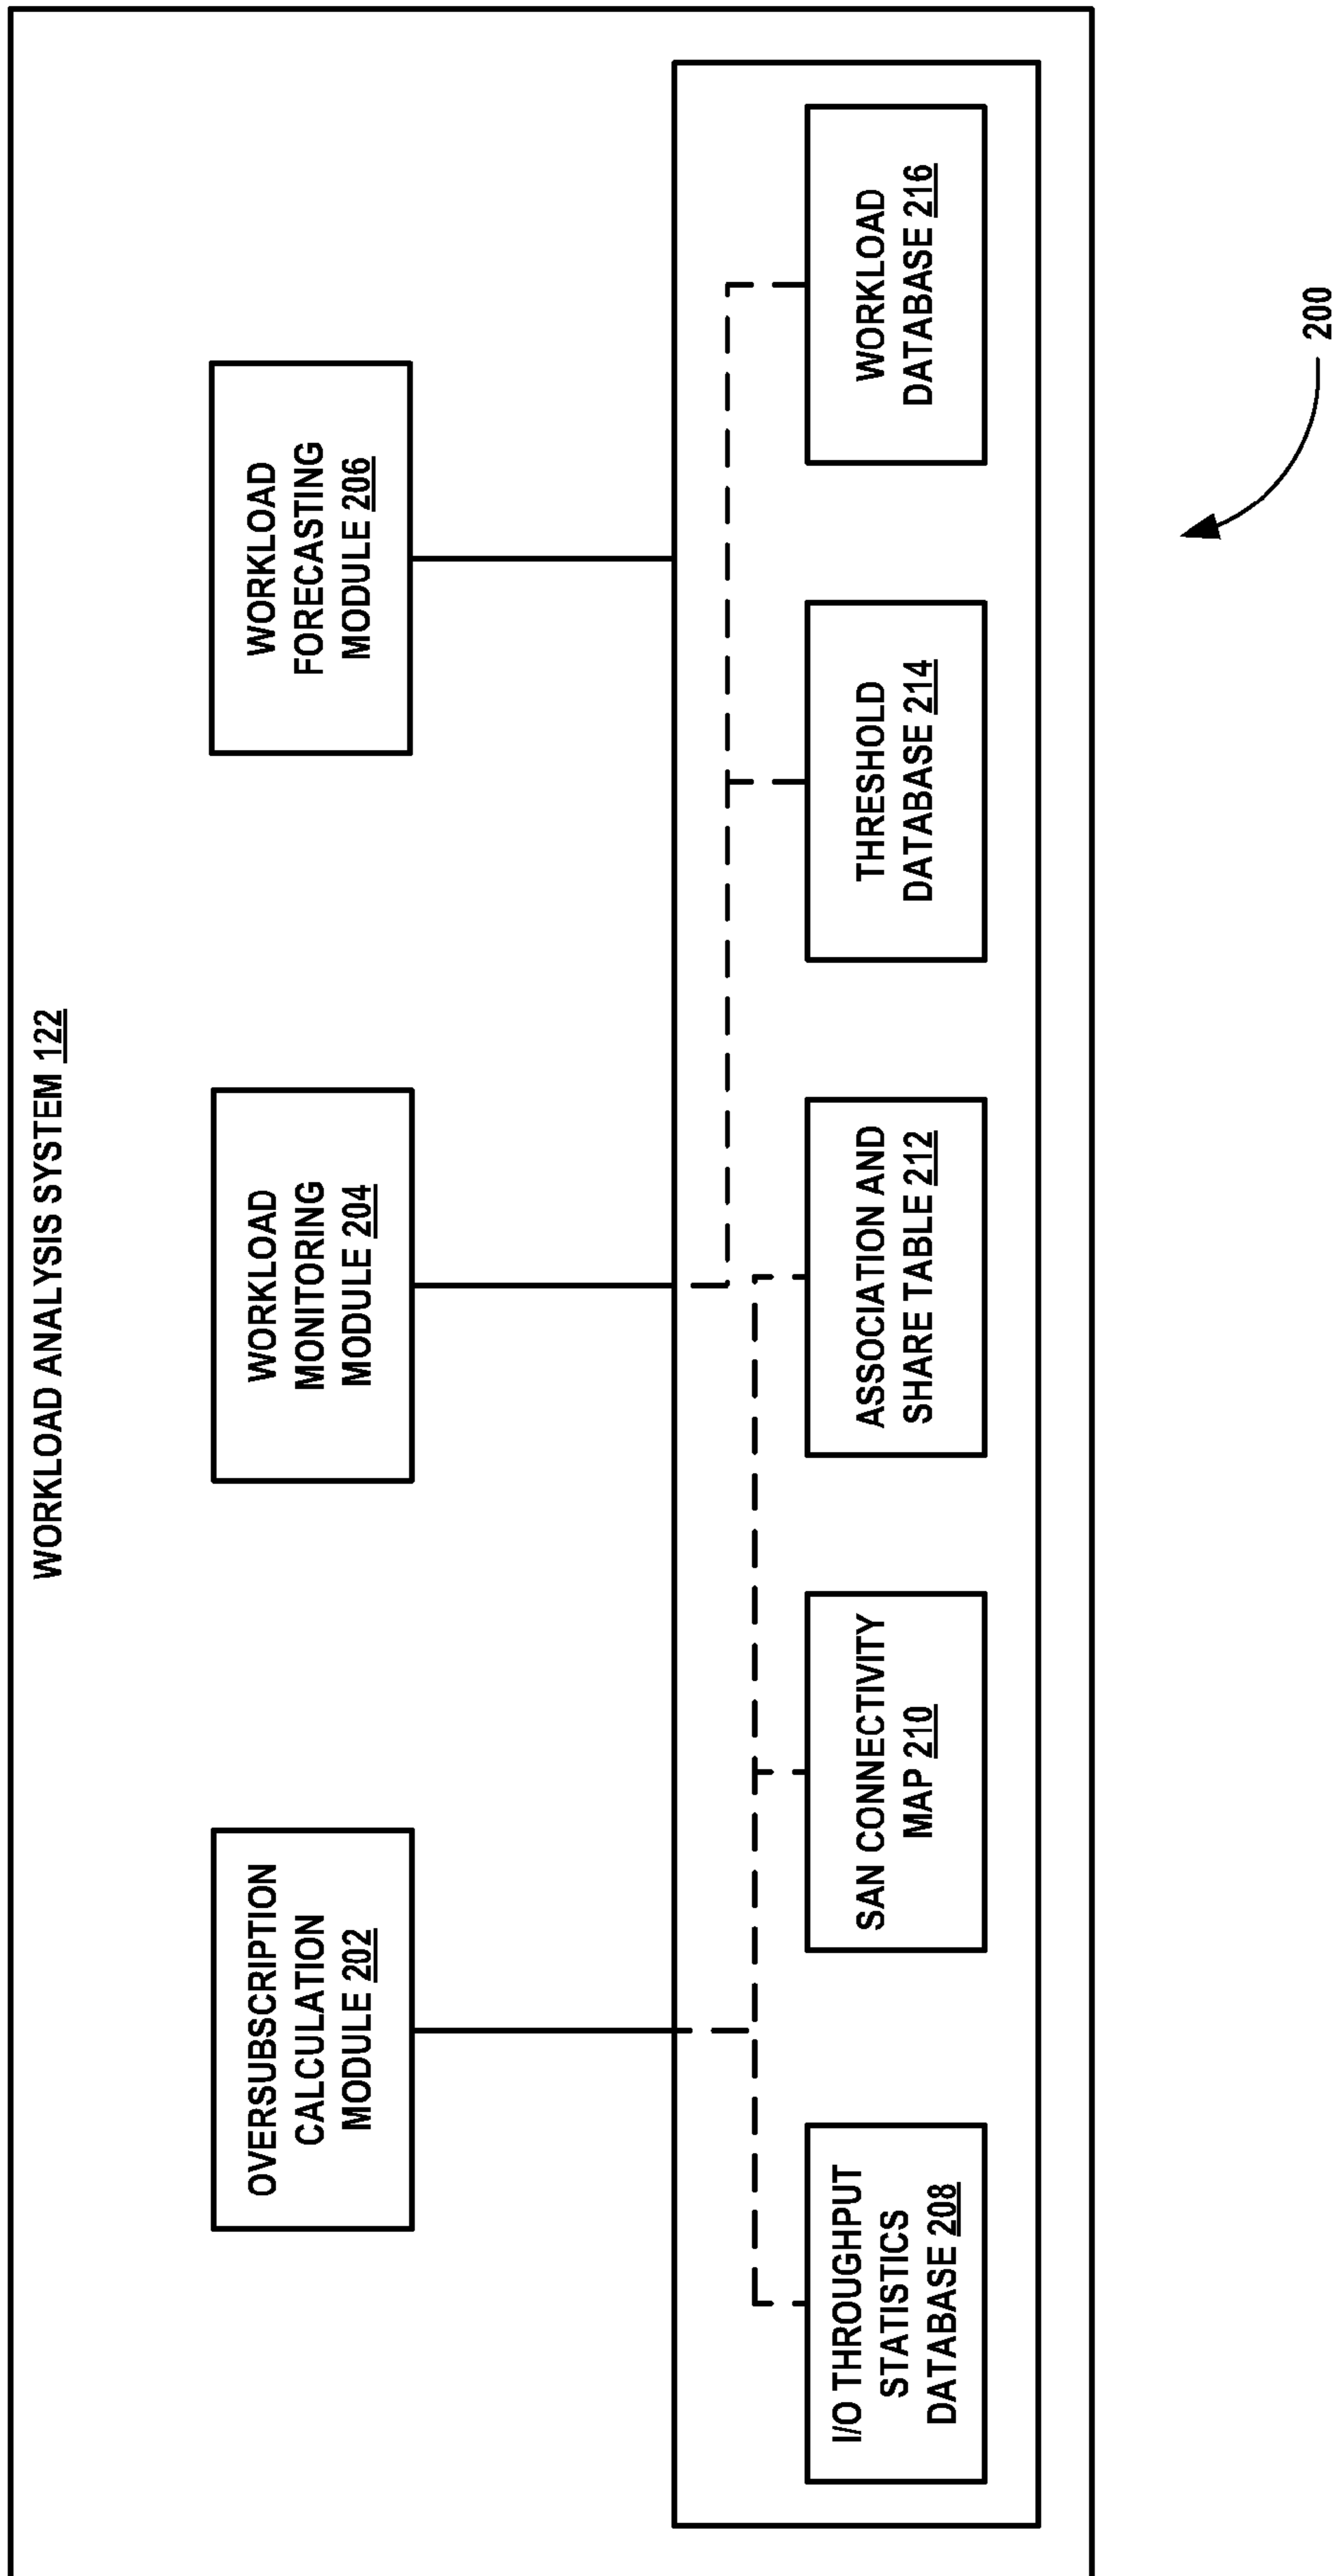 WORKLOAD ANALYSIS SYSTEM 122
OVERSUBSCRIPTION
CALCULATION
MODULE 202
WORKLOAD
MONITORING
MODULE 204
WORKLOAD
FORECASTING
MODULE 206
I/O THROUGHPUT
STATISTICS
DATABASE 208
SAN CONNECTIVITY
MAP 210
ASSOCIATION AND
SHARE TABLE 212
THRESHOLD
DATABASE 214
WORKLOAD
DATABASE 216
200